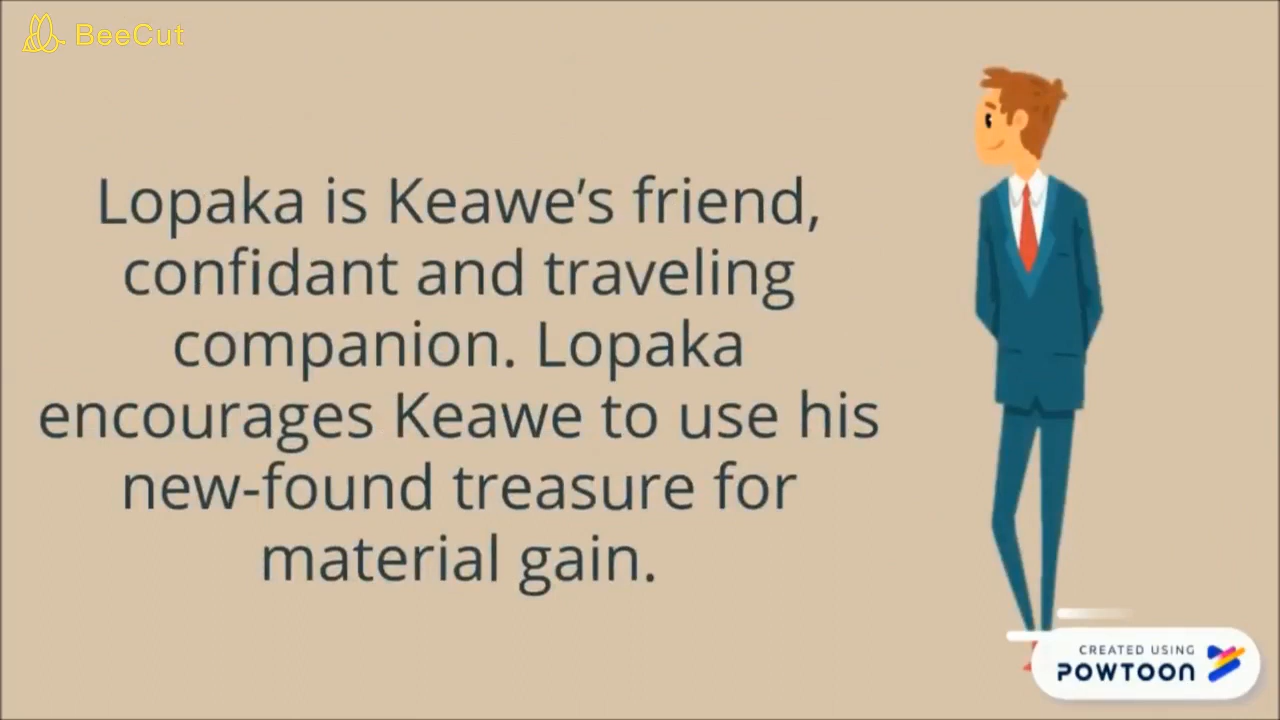 BeeCut
Lopaka is Keawe’s friend,
confidant and traveling
companion. Lopaka
encourages Keawe to use his
new-found treasure for
material gain.
CREATED USING
POWTOON